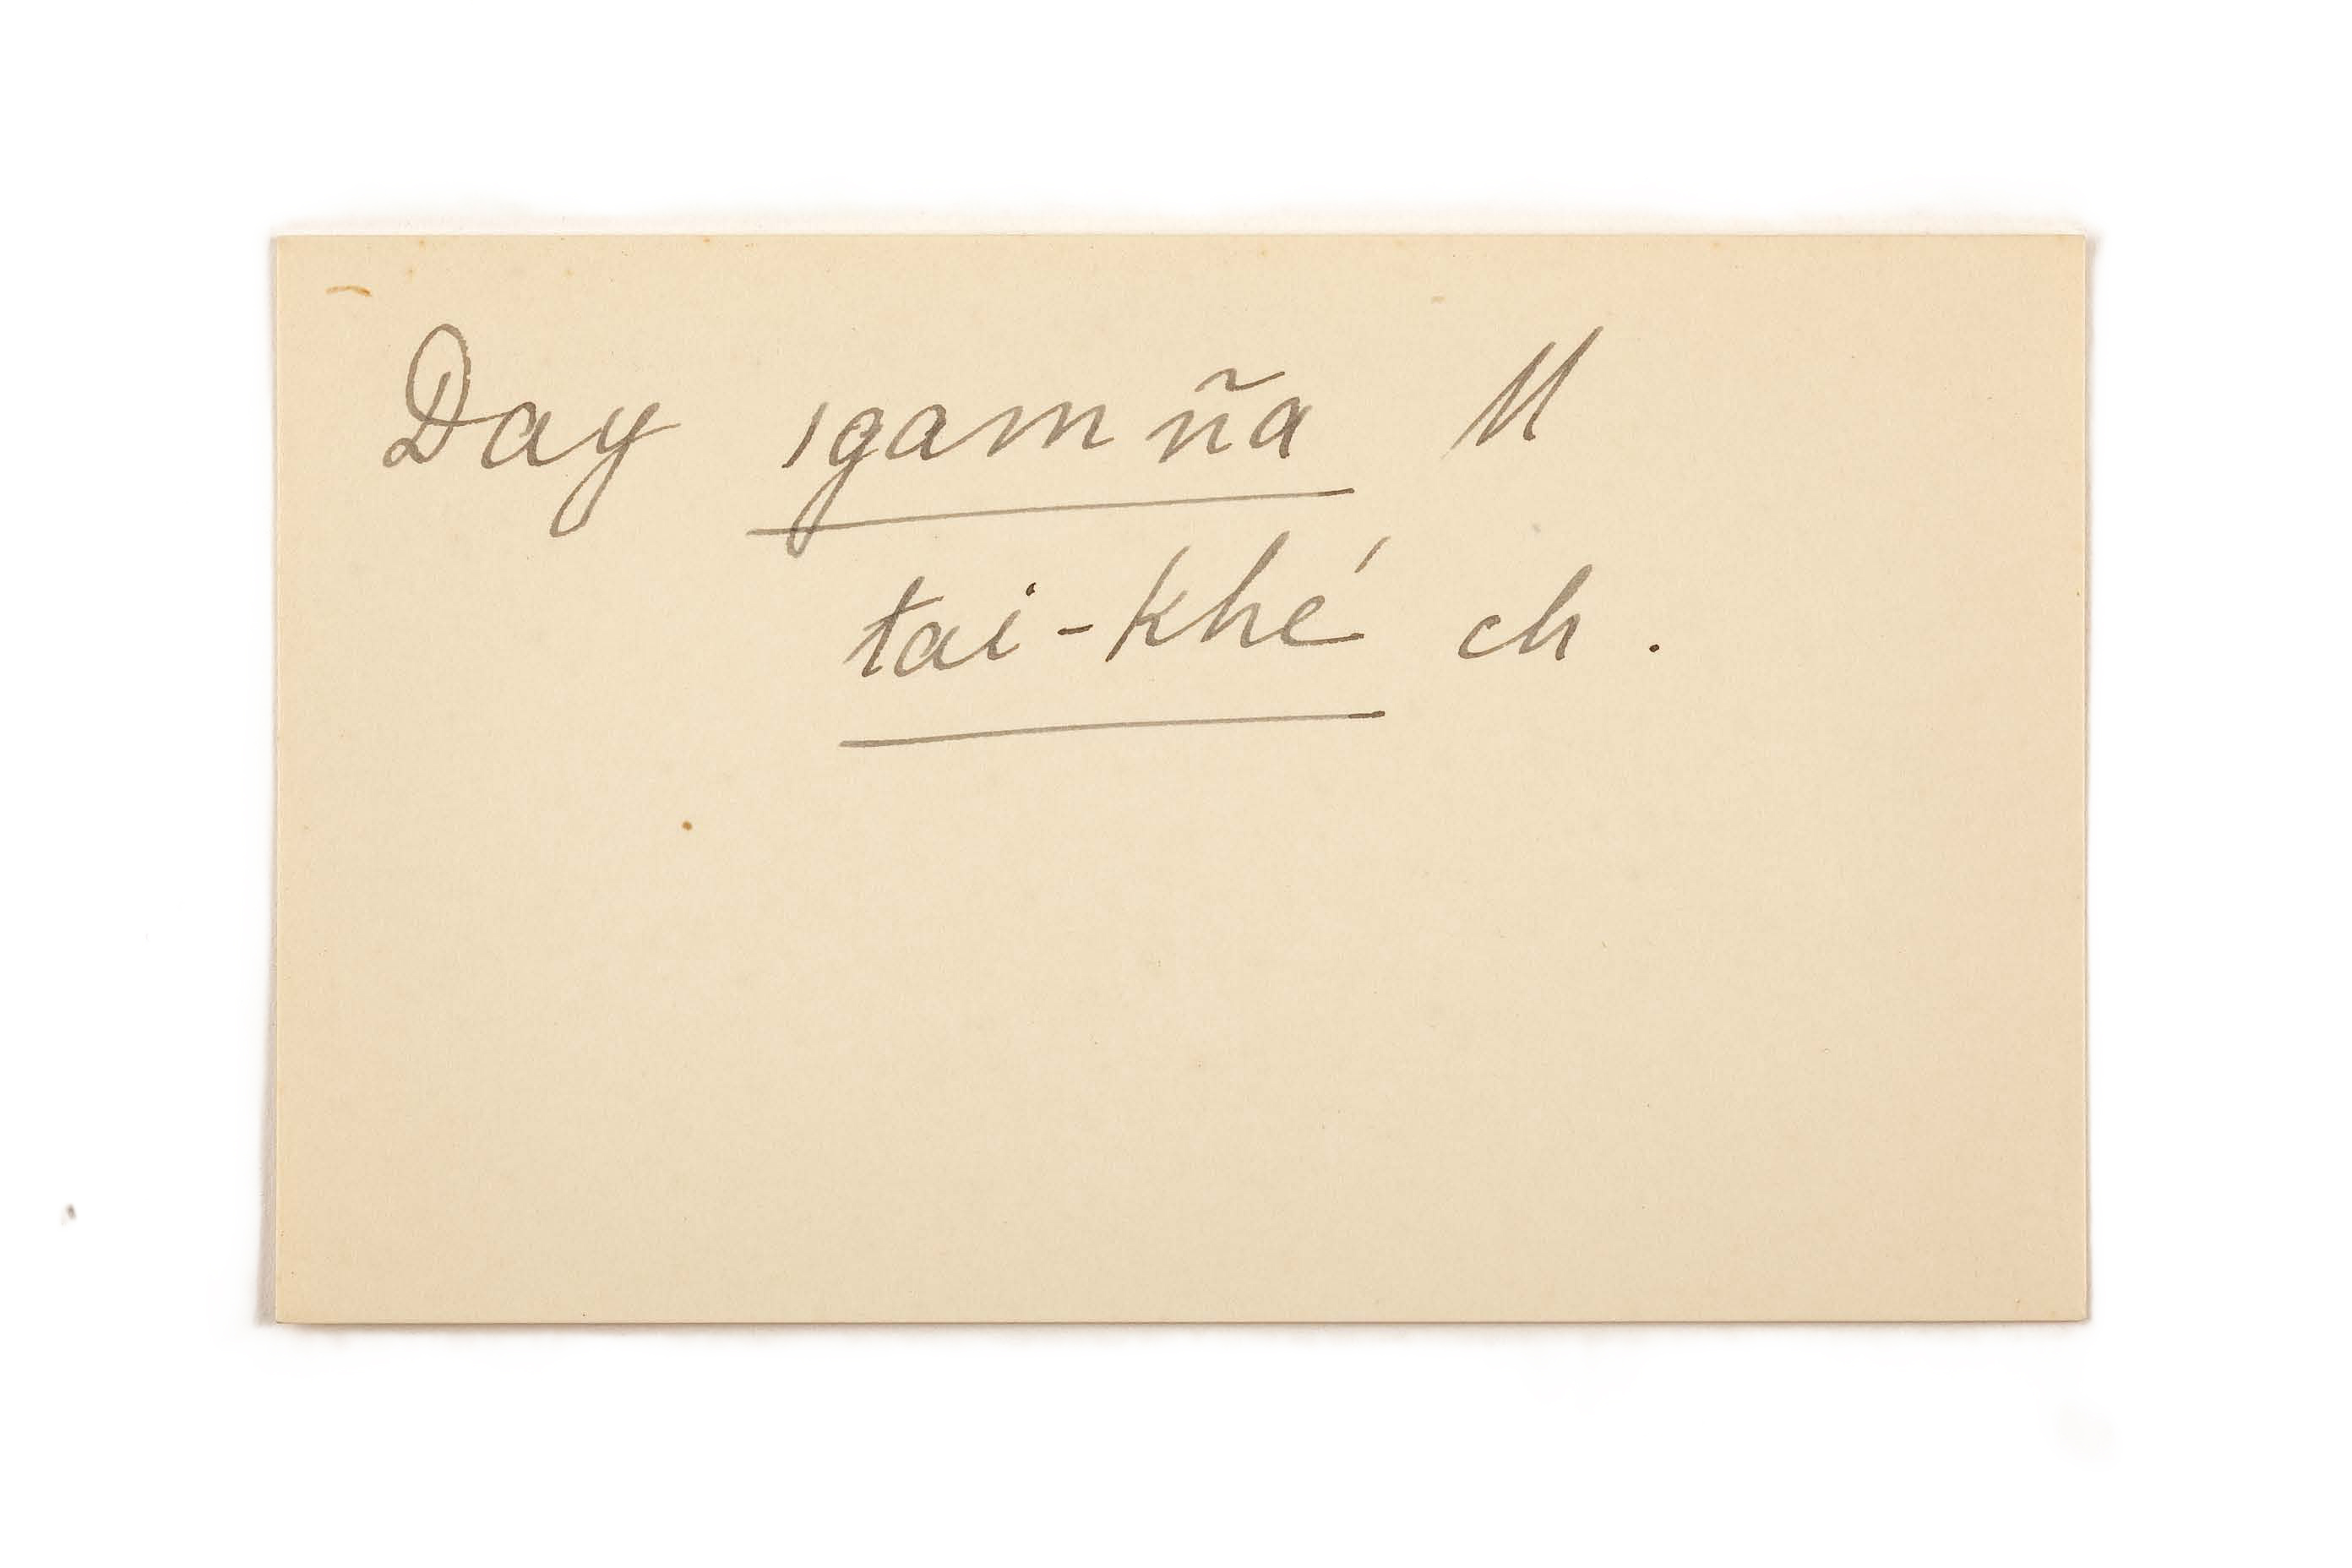 Day ıgamña M
tai-khé ch.